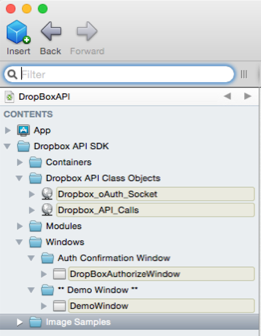 Insert Back Forward
Filter
DropBoxAPI
CONTENTS
App
Dropbox API SDK
Containers
Dropbox API Class Objects
Dropbox_oAuth_Socket
Dropbox_API_Calls
Modules
Windows
Auth Confirmation Window
DropBoxAuthorizeWindow
** Demo Window **
DemoWindow
Image Samples